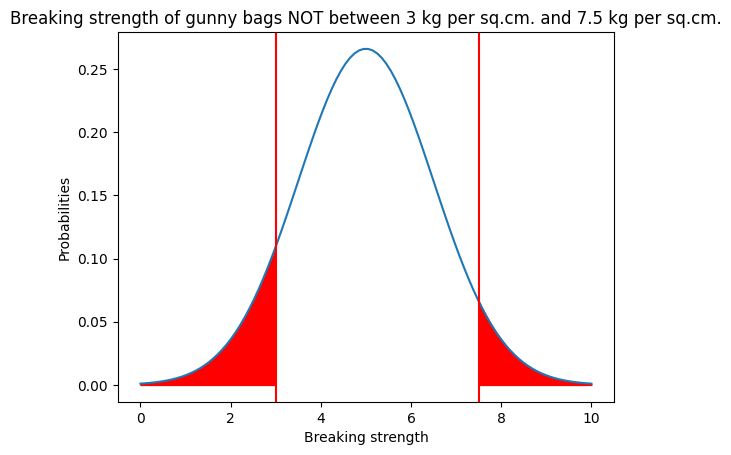 Breaking strength of gunny bags NOT between 3 kg per sq.cm. and 7.5 kg per sq.cm.
0.25
0.20
0.15
0.10
0.05
0.00
Probabilities
0 2 4 6 8 10
Breaking strength